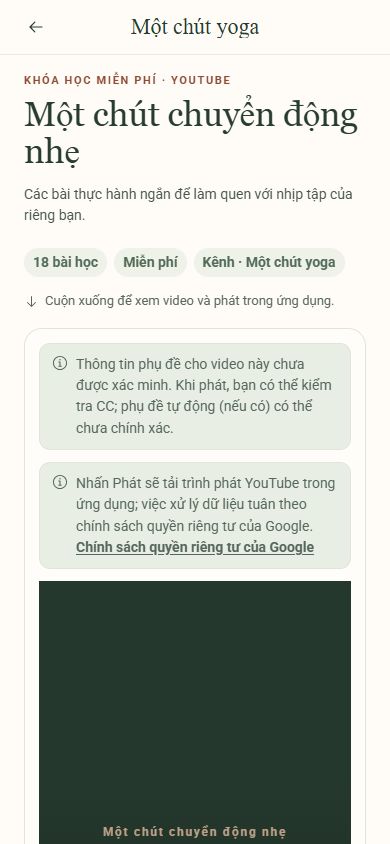 Một chút yoga
KHÓA HỌC MIỄN PHÍ · YOUTUBE
Một chút chuyển động
nhẹ
Các bài thực hành ngắn để làm quen với nhịp tập của
riêng bạn.
18 bài học
Miễn phí
Kênh · Một chút yoga
Cuộn xuống để xem video và phát trong ứng dụng.
Thông tin phụ đề cho video này chưa
được xác minh. Khi phát, bạn có thể kiểm
tra CC; phụ đề tự động (nếu có) có thể
chưa chính xác.
Nhấn Phát sẽ tải trình phát YouTube trong
ứng dụng; việc xử lý dữ liệu tuân theo
chính sách quyền riêng tư của Google.
Chính sách quyền riêng tư của Google
Một chút chuyển động nhẹ